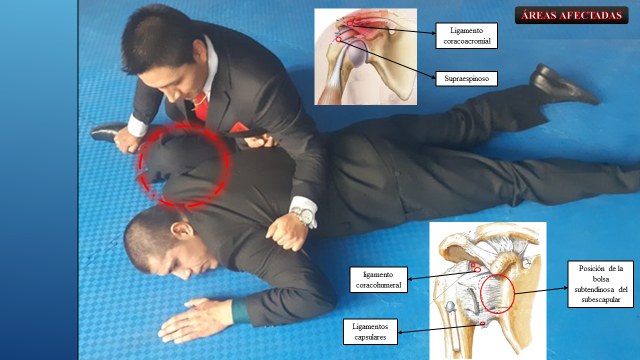 ÁREAS AFECTADAS
Ligamento
coracoacromial
Supraespinoso
ligamento
coracohumeral
Posición de la
bolsa
subtendinosa del
subescapular
Ligamentos
capsulares